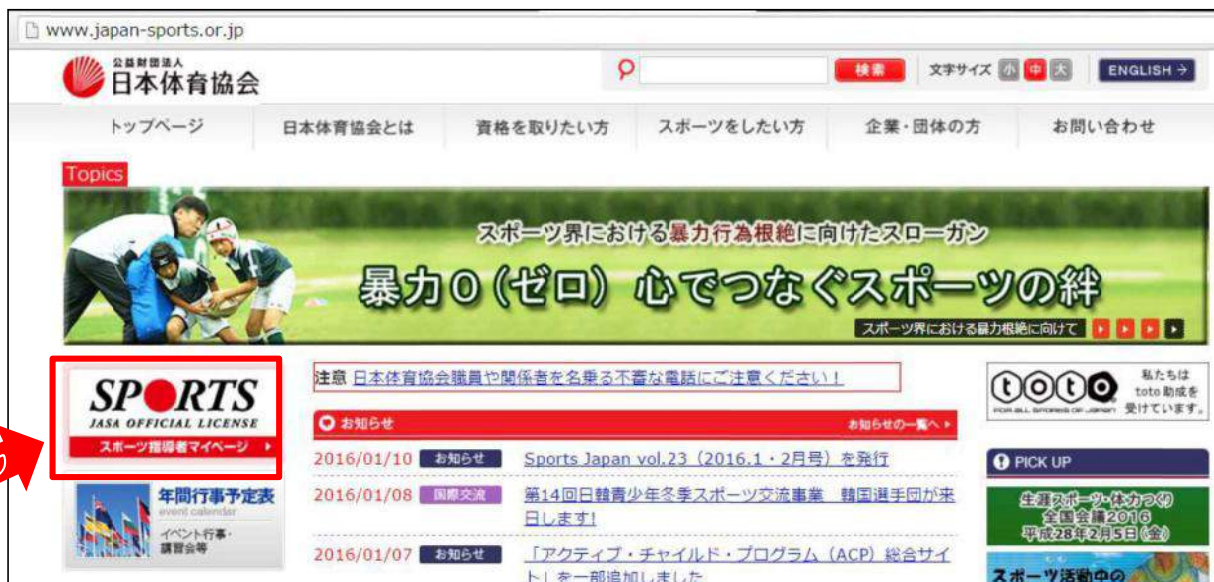 www.japan-sports.or.jp
公益財団法人
日本体育協会
検索
文字サイズ 小 中 大
ENGLISH →
トップページ
日本体育協会とは
資格を取りたい方
スポーツをしたい方
企業・団体の方
お問い合わせ
Topics
スポーツ界における暴力行為根絶に向けたスローガン
暴力0(ゼロ) 心でつなぐスポーツの絆
スポーツ界における暴力根絶に向けて
SPORTS
JASA OFFICIAL LICENSE
スポーツ指導者マイページ
年間行事予定表
event calendar
イベント行事・
講習会等
注意 日本体育協会職員や関係者を名乗る不審な電話にご注意ください!
お知らせ
お知らせの一覧へ
2016/01/10 お知らせ Sports Japan vol.23(2016.1・2月号)を発行
2016/01/08 国際交流 第14回日韓青少年冬季スポーツ交流事業 韓国選手団が来
日します!
2016/01/07 お知らせ 「アクティブ・チャイルド・プログラム(ACP)総合サイ
ト」を一部追加しました
toto
FOR ALL SPORTS OF JAPAN
私たちは
toto助成を
受けています。
PICK UP
生涯スポーツ・体力つくり
全国会議2016
平成28年2月5日(金)
スポーツ活動中の